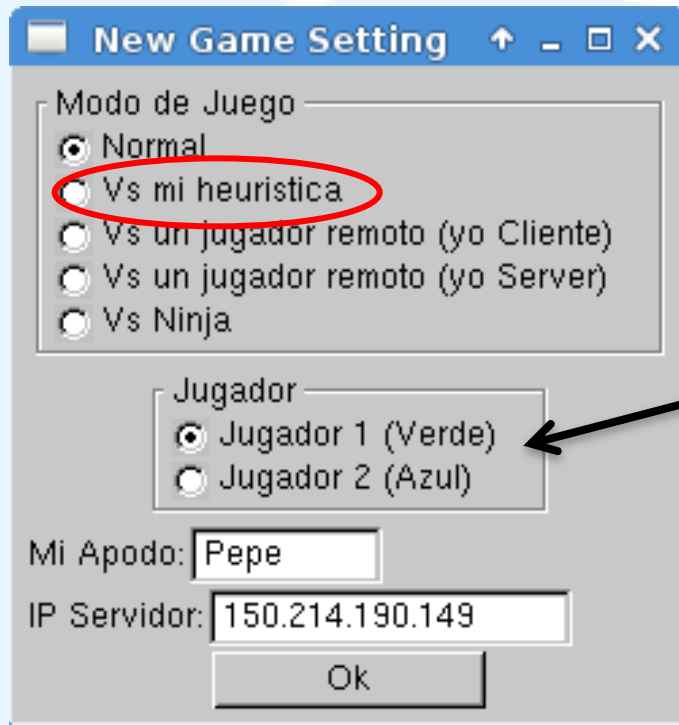 New Game Setting
Modo de Juego
Normal
Vs mi heuristica
Vs un jugador remoto (yo Cliente)
Vs un jugador remoto (yo Server)
Vs Ninja
Jugador
Jugador 1 (Verde)
Jugador 2 (Azul)
Mi Apodo: Pepe
IP Servidor: 150.214.190.149
Ok